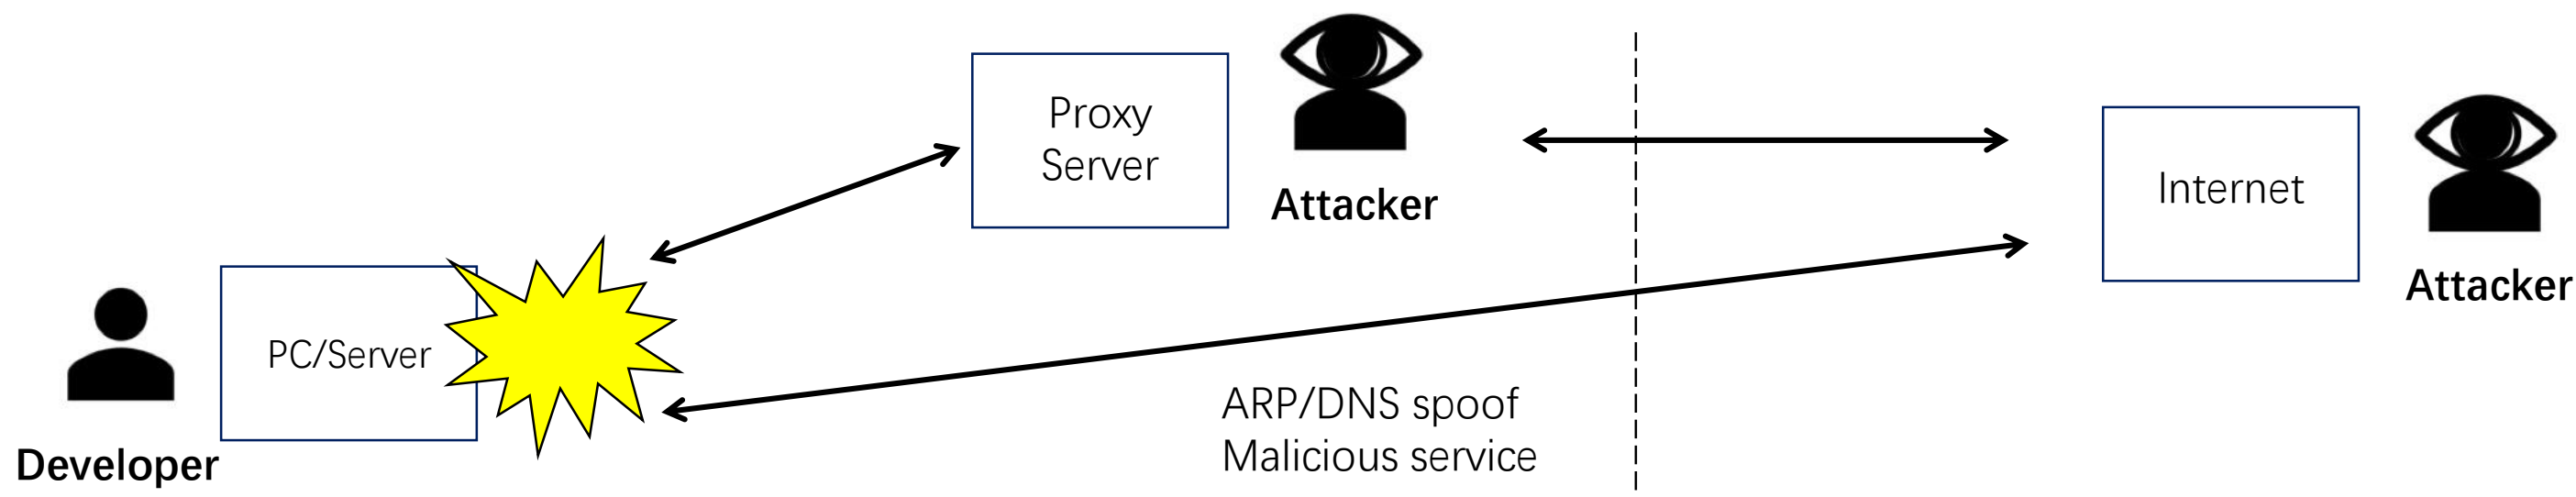 Proxy
Server
Attacker
Internet
Attacker
PC/Server
Developer
ARP/DNS spoof
Malicious service